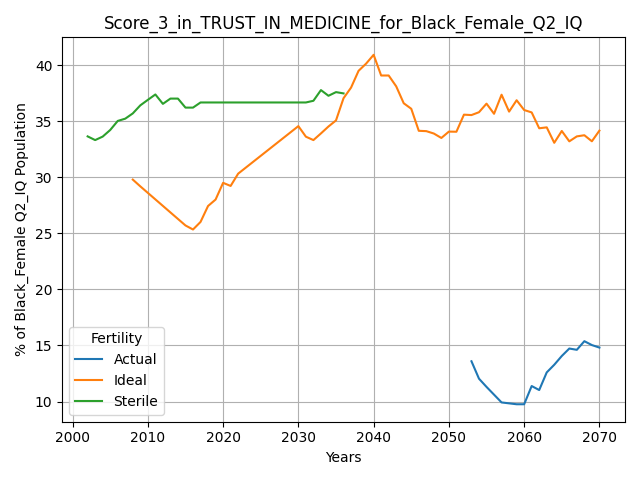 Score_3_in_TRUST_IN_MEDICINE_for_Black_Female_Q2_IQ
% of Black_Female Q2_IQ Population
40
35
30
25
20
15
10
Fertility
Actual
Ideal
Sterile
2000 2010 2020 2030 2040 2050 2060 2070
Years